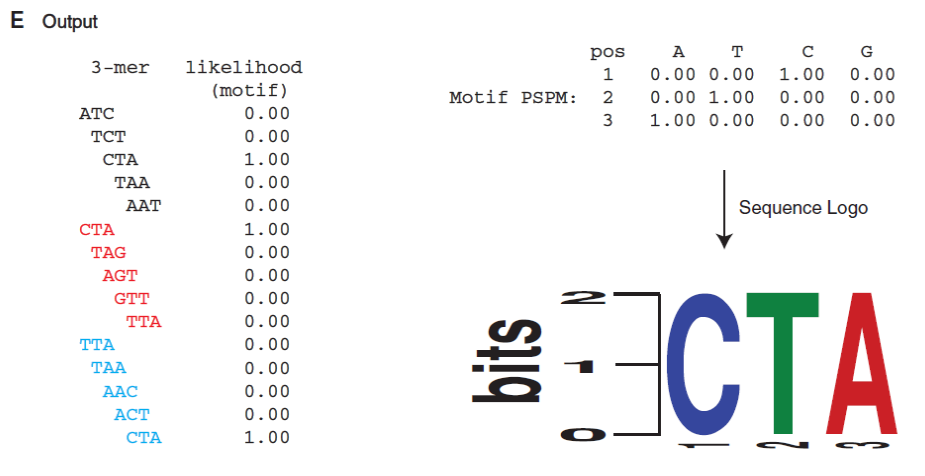 E Output
3-mer likelihood
(motif)
ATC 0.00
TCT 0.00
CTA 1.00
TAA 0.00
AAT 0.00
CTA 1.00
TAG 0.00
AGT 0.00
GTT 0.00
TTA 0.00
TTA 0.00
TAA 0.00
AAC 0.00
ACT 0.00
CTA 1.00
pos A T C G
1 0.00 0.00 1.00 0.00
Motif PSPM: 2 0.00 1.00 0.00 0.00
3 1.00 0.00 0.00 0.00
Sequence Logo
bits
2
1
0
CTA
1 2 3